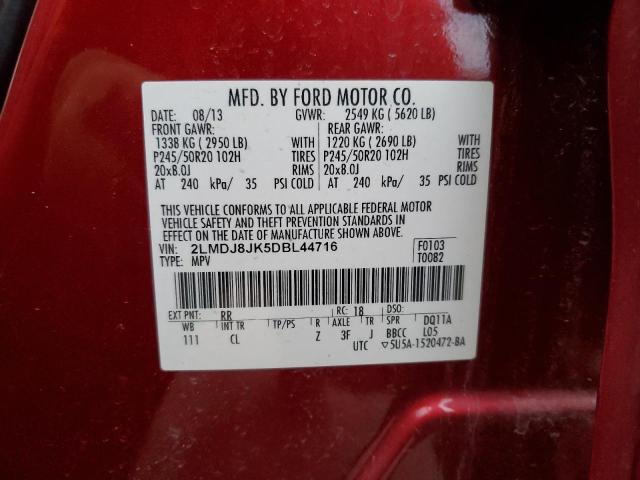 MFD. BY FORD MOTOR CO.
DATE: 08/13 GVWR: 2549 KG ( 5620 LB)
FRONT GAWR: REAR GAWR:
1338 KG ( 2950 LB) WITH 1220 KG ( 2690 LB) WITH
P245/50R20 102H TIRES P245/50R20 102H TIRES
20x8.0J RIMS 20x8.0J RIMS
AT 240 kPa/ 35 PSI COLD AT 240 kPa/ 35 PSI COLD
THIS VEHICLE CONFORMS TO ALL APPLICABLE FEDERAL MOTOR
VEHICLE SAFETY AND THEFT PREVENTION STANDARDS IN
EFFECT ON THE DATE OF MANUFACTURE SHOWN ABOVE.
VIN: 2LMDJ8JK5DBL44716 F0103
TYPE: MPV T0082
EXT PNT: RR RC: 18 DSO:
WB INT TR TP/PS R AXLE TR SPR DQ11A
111 CL Z 3F J BBCC L05
UTC ▽5U5A-1520472-BA